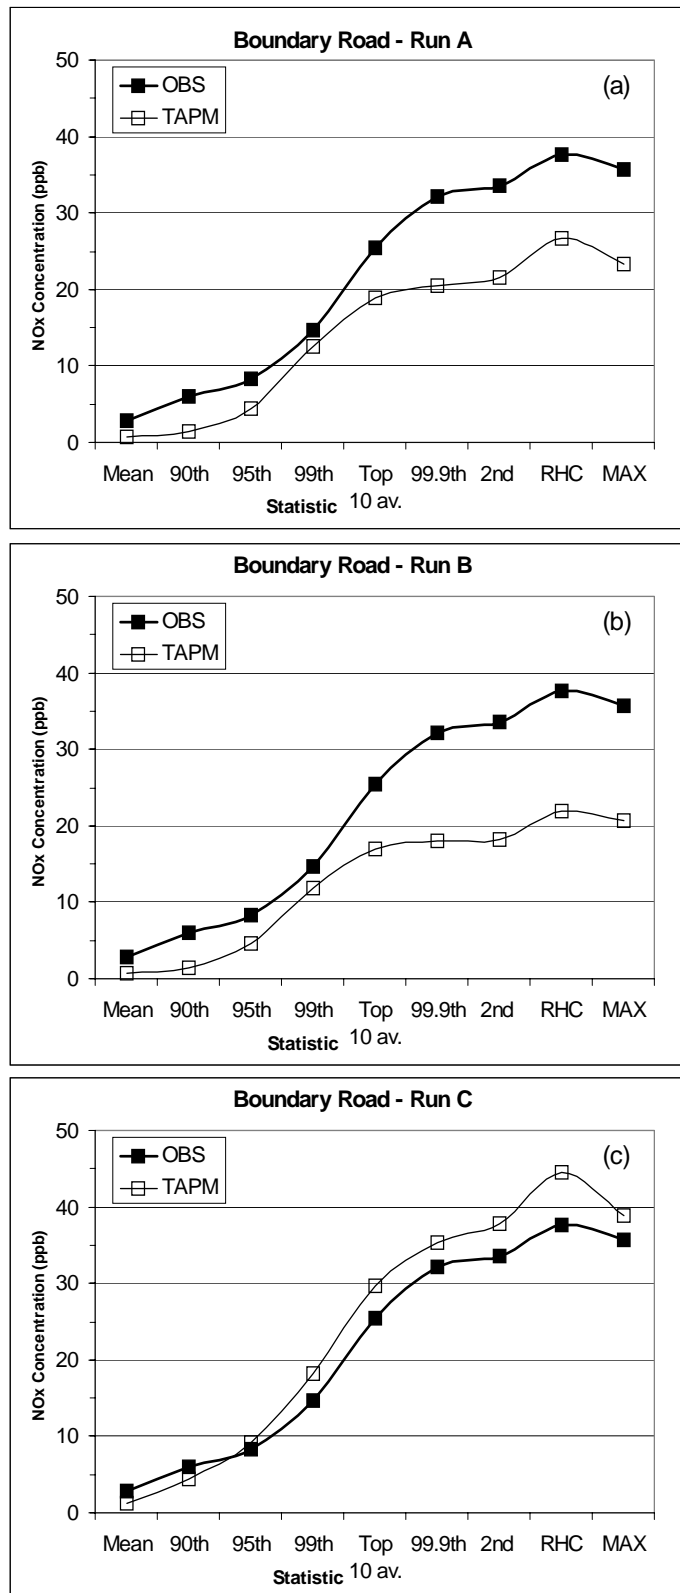 Boundary Road - Run A
50
40
30
20
10
0
NOx Concentration (ppb)
OBS
TAPM
(a)
Mean 90th 95th 99th Top 99.9th 2nd RHC MAX
Statistic 10 av.
Boundary Road - Run B
50
40
30
20
10
0
NOx Concentration (ppb)
OBS
TAPM
(b)
Mean 90th 95th 99th Top 99.9th 2nd RHC MAX
Statistic 10 av.
Boundary Road - Run C
50
40
30
20
10
0
NOx Concentration (ppb)
OBS
TAPM
(c)
Mean 90th 95th 99th Top 99.9th 2nd RHC MAX
Statistic 10 av.